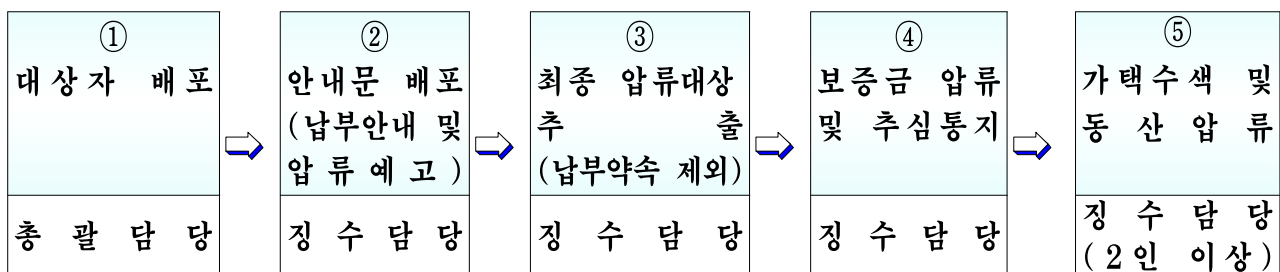 ①
대상자 배포
총괄담당
②
안내문 배포
(납부안내 및
압류예고)
징수담당
③
최종 압류대상
추출
(납부약속 제외)
징수담당
④
보증금 압류
및 추심통지
징수담당
⑤
가택수색 및
동산압류
징수담당
(2인 이상)